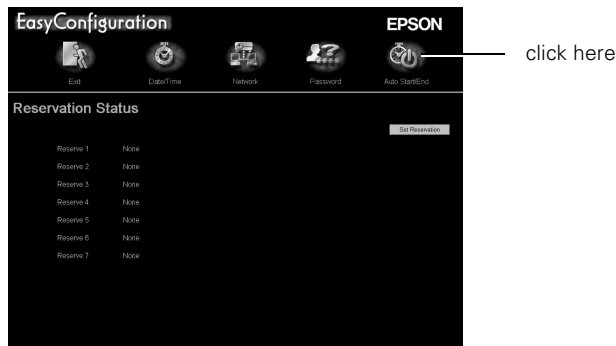 EasyConfiguration
EPSON
click here
Exit
Date/Time
Network
Password
Auto Start/End
Reservation Status
Set Reservation
Reserve 1 None
Reserve 2 None
Reserve 3 None
Reserve 4 None
Reserve 5 None
Reserve 6 None
Reserve 7 None